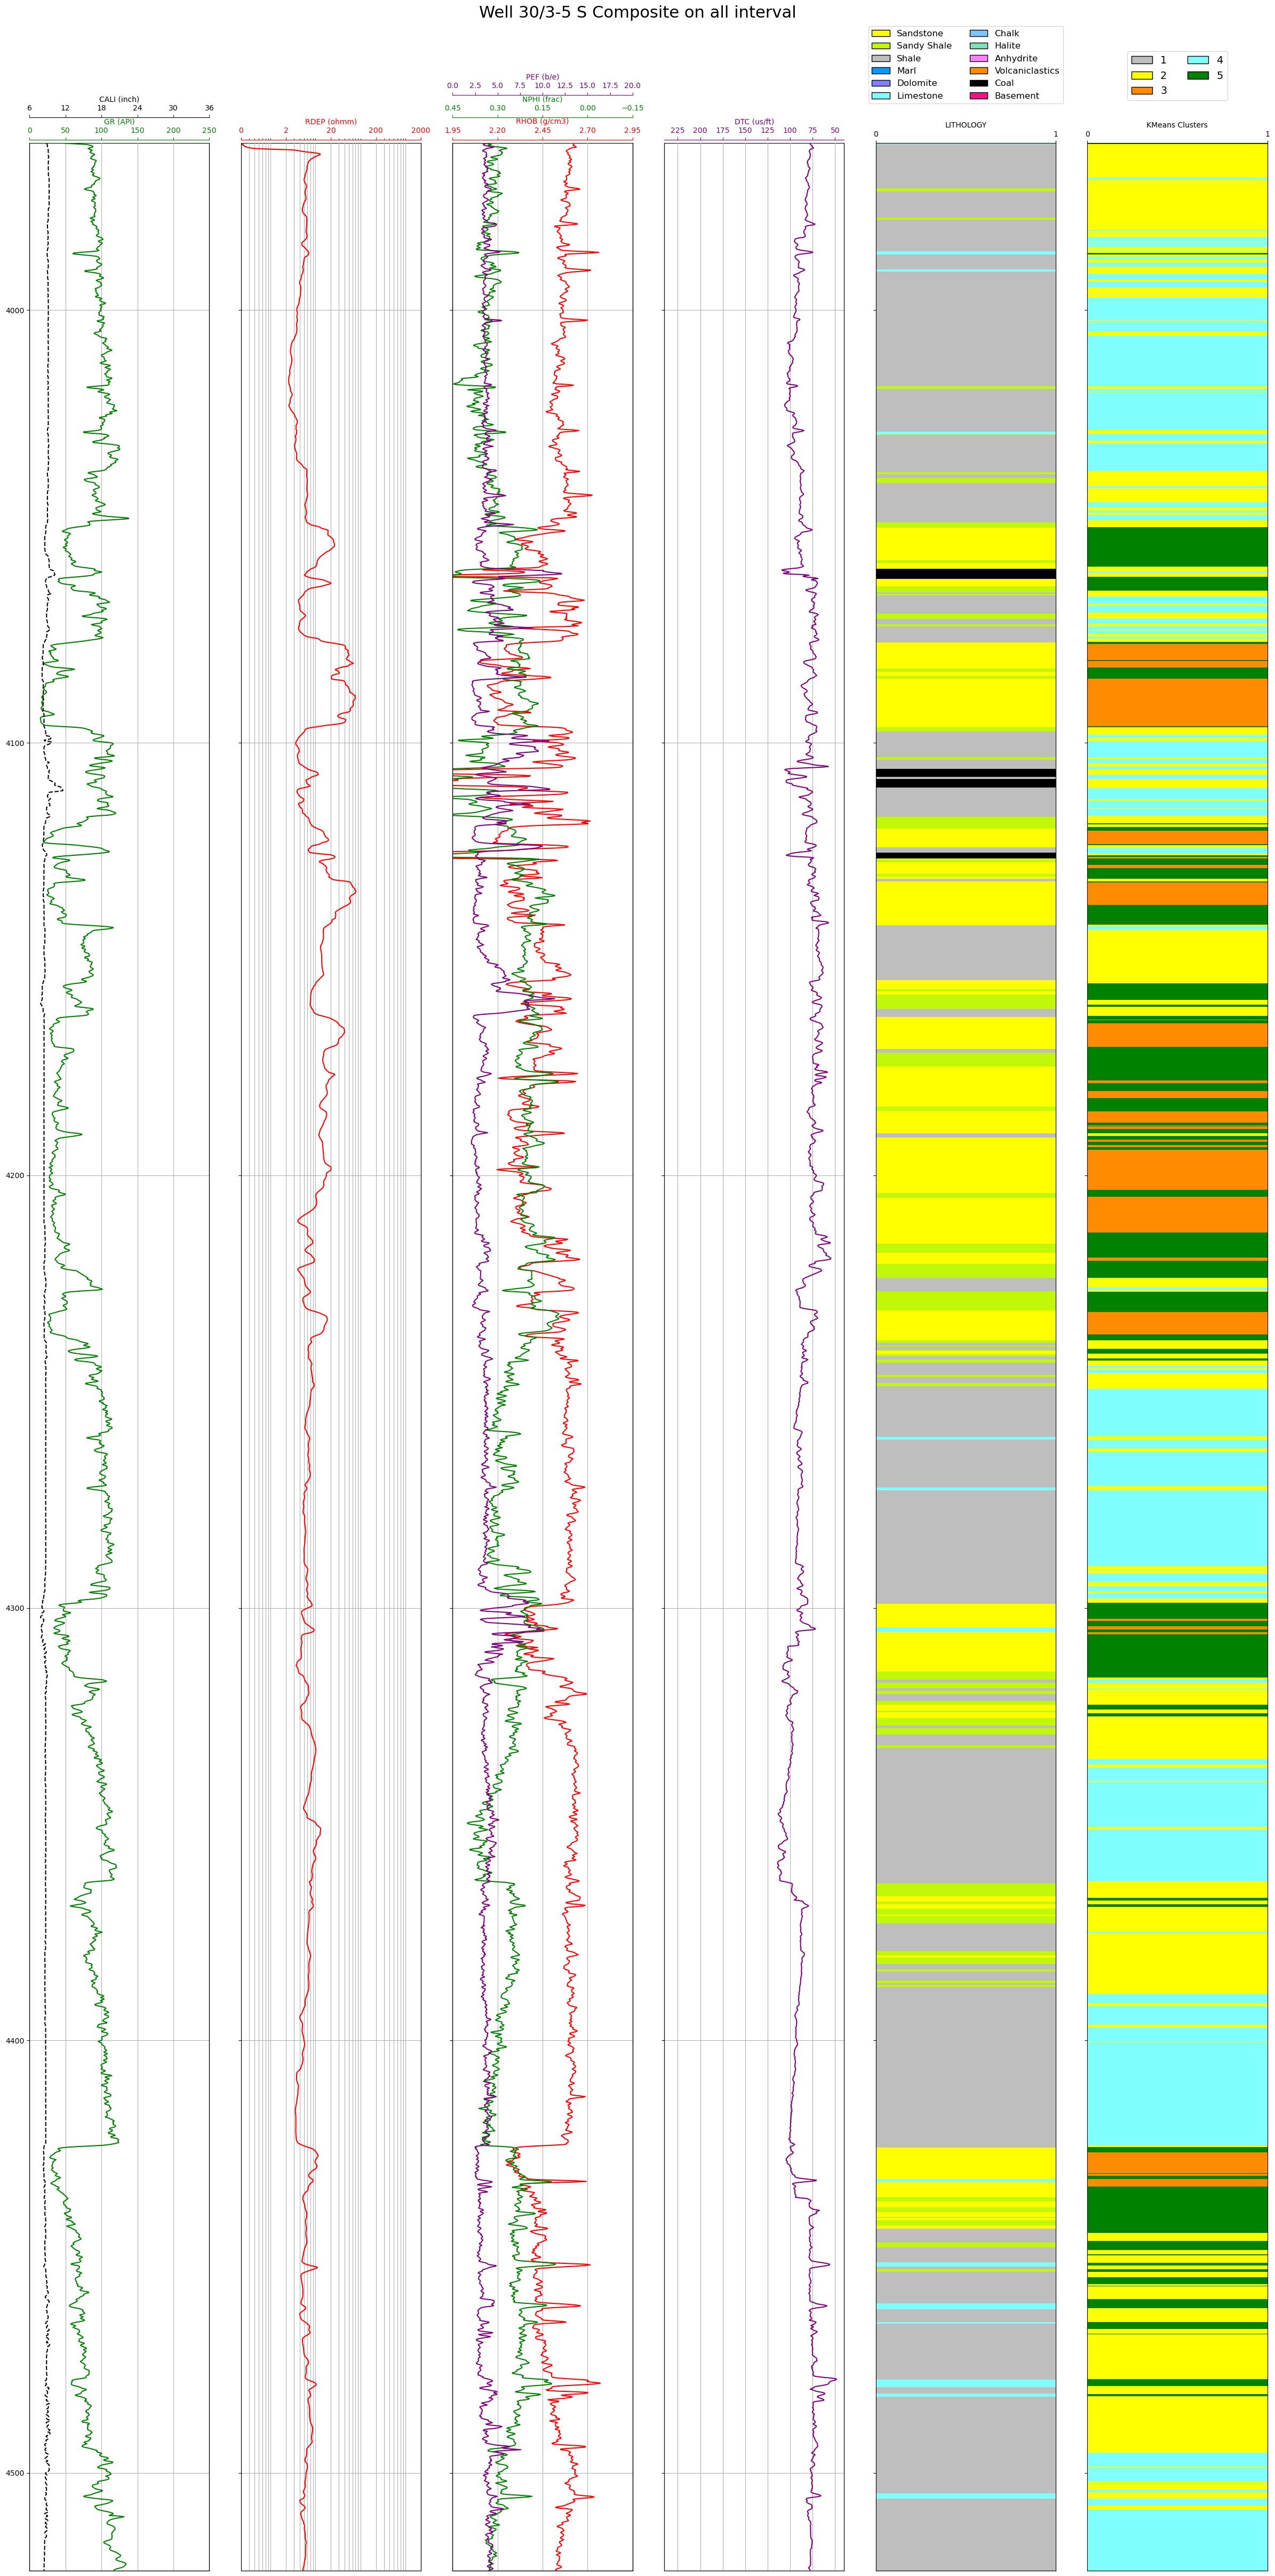 Well 30/3-5 S Composite on all interval
Sandstone Chalk
Sandy Shale Halite
Shale Anhydrite
Marl Volcaniclastics
Dolomite Coal
Limestone Basement
1 4
2 5
3
PEF (b/e)
0.0 2.5 5.0 7.5 10.0 12.5 15.0 17.5 20.0
CALI (inch)
6 12 18 24 30 36
NPHI (frac)
0.45 0.30 0.15 0.00 −0.15
GR (API)
0 50 100 150 200 250
RDEP (ohmm)
0 2 20 200 2000
RHOB (g/cm3)
1.95 2.20 2.45 2.70 2.95
DTC (us/ft)
225 200 175 150 125 100 75 50
LITHOLOGY
0 1
KMeans Clusters
0 1
4000
4100
4200
4300
4400
4500